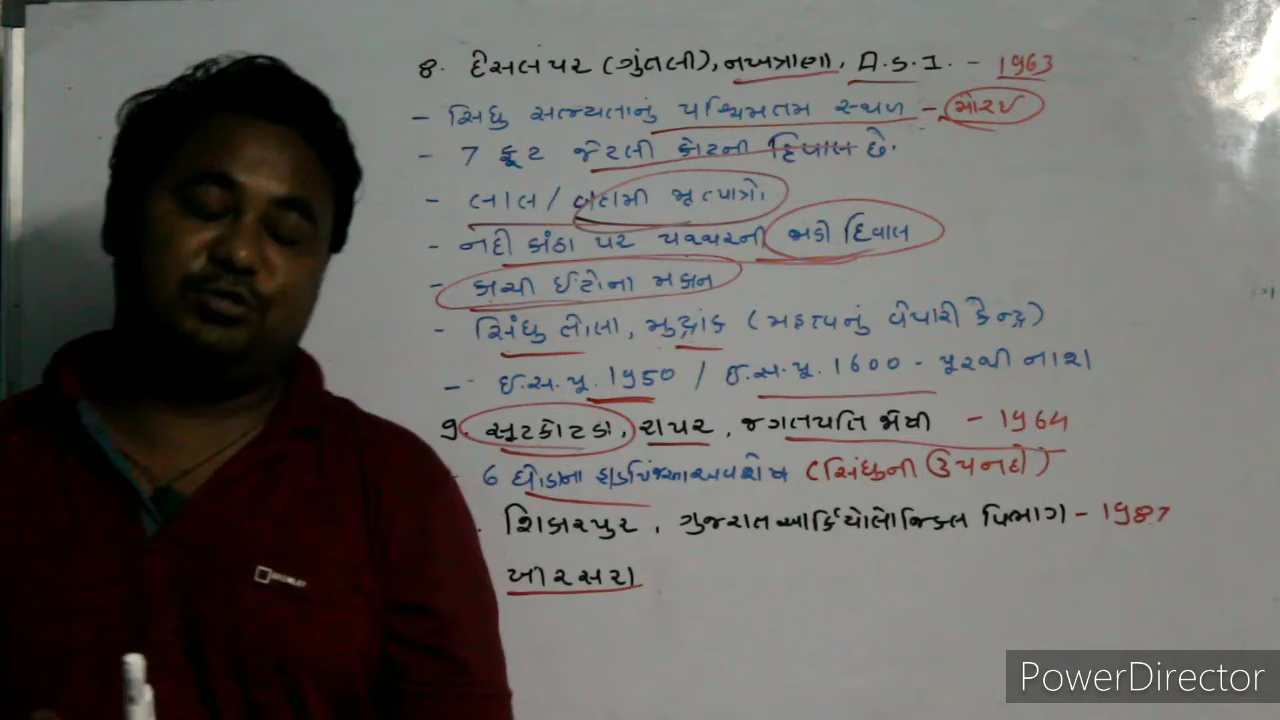 8. દેસલપર (ગુંતલી), નખત્રાણા, A.S.I. - 1963
- સિંધુ સભ્યતાનું પશ્ચિમતમ સ્થળ - મોરય
- 7 ફૂટ જેટલી કોટની દિવાલ છે.
- લાલ / બદામી મૃત્પાત્રો
- નદી કાંઠા પર પથ્થરની જાડી દિવાલ
- કાચી ઈંટોના મકાન
- સિંધુ તોલા, મુદ્રાંક (મહત્વનું વેપારી કેન્દ્ર)
- ઈ.સ.પૂ. 1950 / ઈ.સ.પૂ. 1600 - પૂરથી નાશ
9. સૂરકોટડા, રાપર, જગતપતિ જોષી - 1964
6 ઘોડાના હાડપિંજરના અવશેષ (સિંધુની ઉપનદી)
. શિકારપુર, ગુજરાત આર્કિયોલોજિકલ વિભાગ - 1987
ખીરસરા
PowerDirector